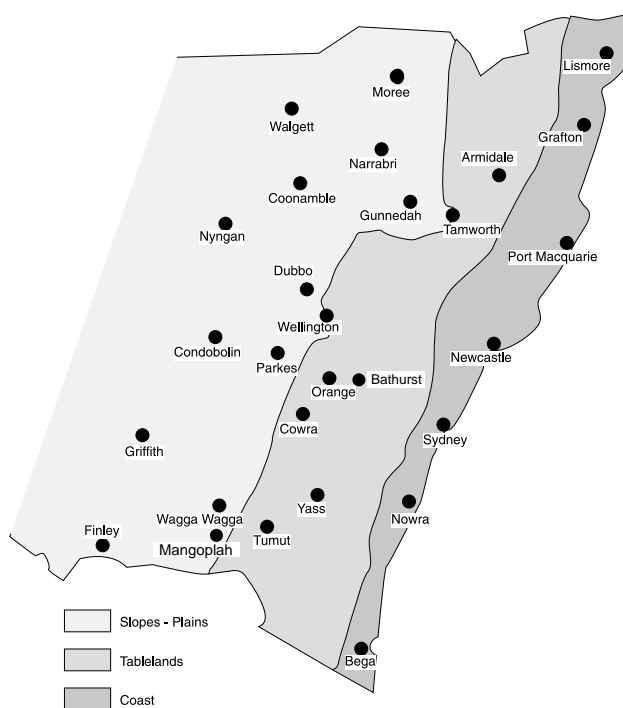 Lismore
Moree
Walgett
Grafton
Narrabri
Armidale
Coonamble
Gunnedah
Tamworth
Nyngan
Port Macquarie
Dubbo
Wellington
Condobolin
Parkes
Newcastle
Orange
Bathurst
Cowra
Sydney
Griffith
Yass
Wagga Wagga
Nowra
Finley
Tumut
Mangoplah
Slopes - Plains
Tablelands
Bega
Coast